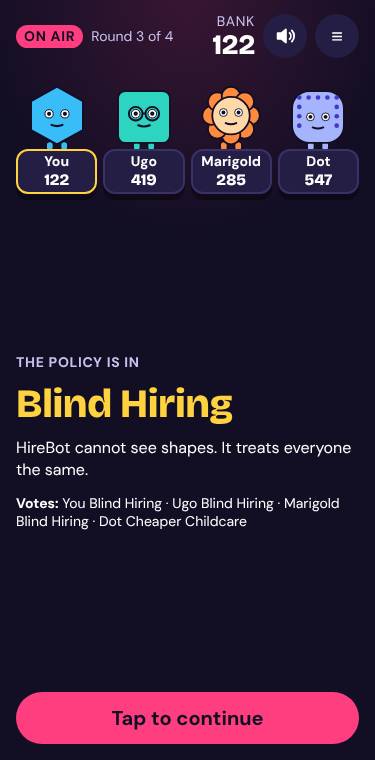 ON AIR Round 3 of 4
BANK
122
You
122
Ugo
419
Marigold
285
Dot
547
THE POLICY IS IN
Blind Hiring
HireBot cannot see shapes. It treats everyone
the same.
Votes: You Blind Hiring · Ugo Blind Hiring · Marigold
Blind Hiring · Dot Cheaper Childcare
Tap to continue